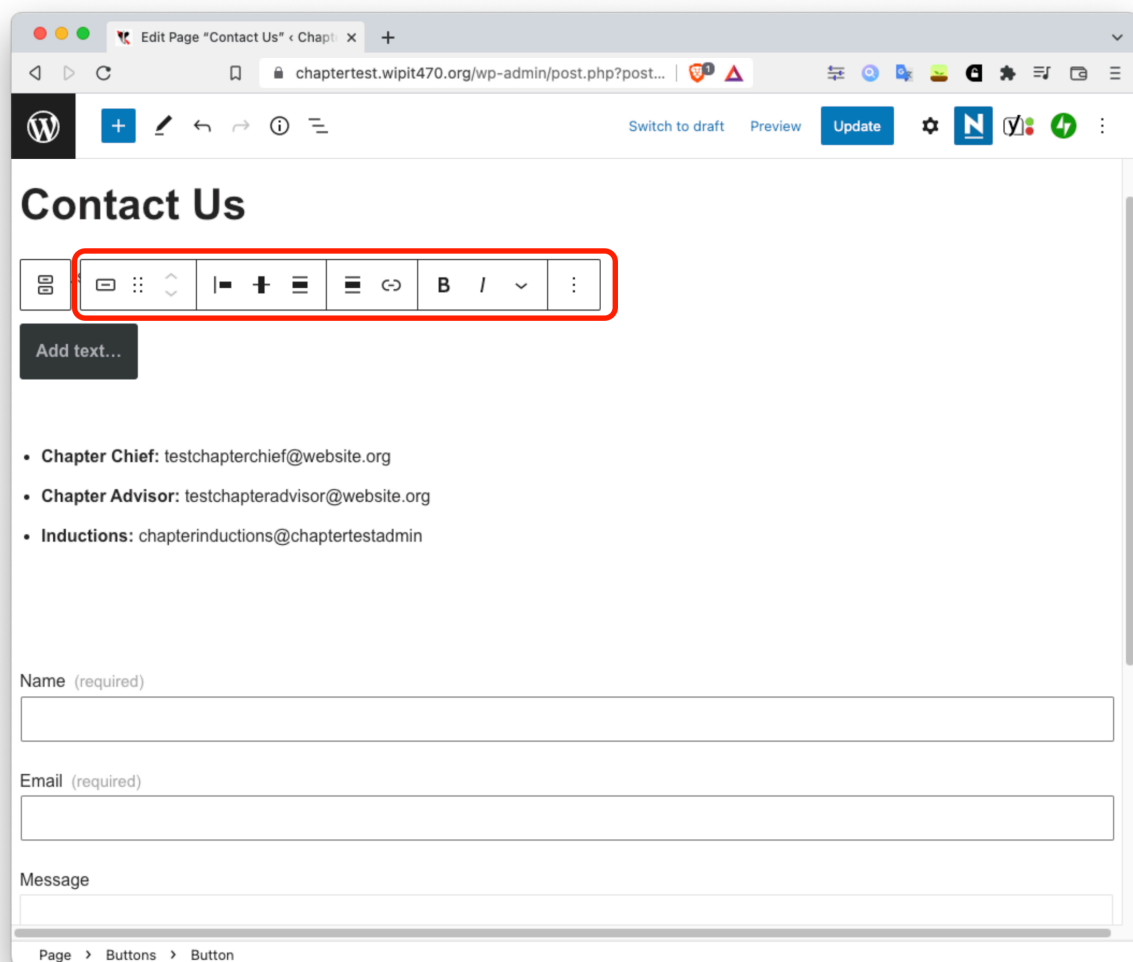 Edit Page “Contact Us” ‹ Chapt
chaptertest.wipit470.org/wp-admin/post.php?post...
1
Switch to draft
Preview
Update
N
Contact Us
B
I
Add text...
• Chapter Chief: testchapterchief@website.org
• Chapter Advisor: testchapteradvisor@website.org
• Inductions: chapterinductions@chaptertestadmin
Name (required)
Email (required)
Message
Page > Buttons > Button